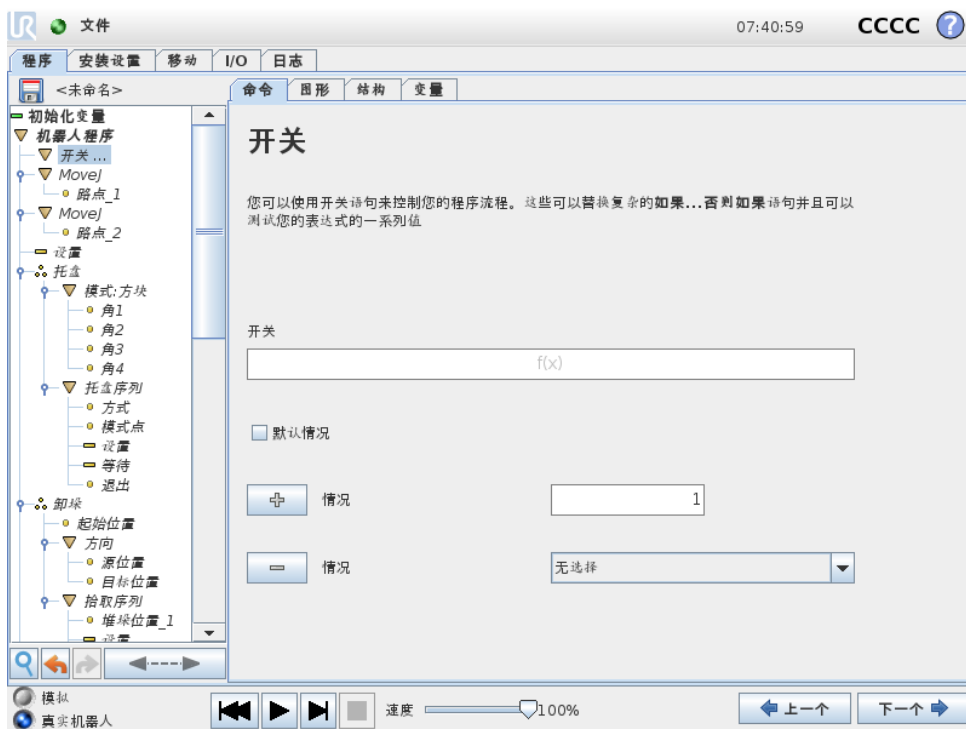 UR 文件 07:40:59 CCCC ?
程序 安装设置 移动 I/O 日志
<未命名>
命令 图形 结构 变量
初始化变量
机器人程序
开关 ...
MoveJ
路点_1
MoveJ
路点_2
设置
托盘
模式:方块
角1
角2
角3
角4
托盘序列
方式
模式点
设置
等待
退出
卸垛
起始位置
方向
源位置
目标位置
拾取序列
堆垛位置_1
设置
开关
您可以使用开关语句来控制您的程序流程。这些可以替换复杂的如果...否则如果语句并且可以
测试您的表达式的一系列值
开关
f(x)
默认情况
情况 1
情况 无选择
模拟
真实机器人
速度 100%
上一个 下一个